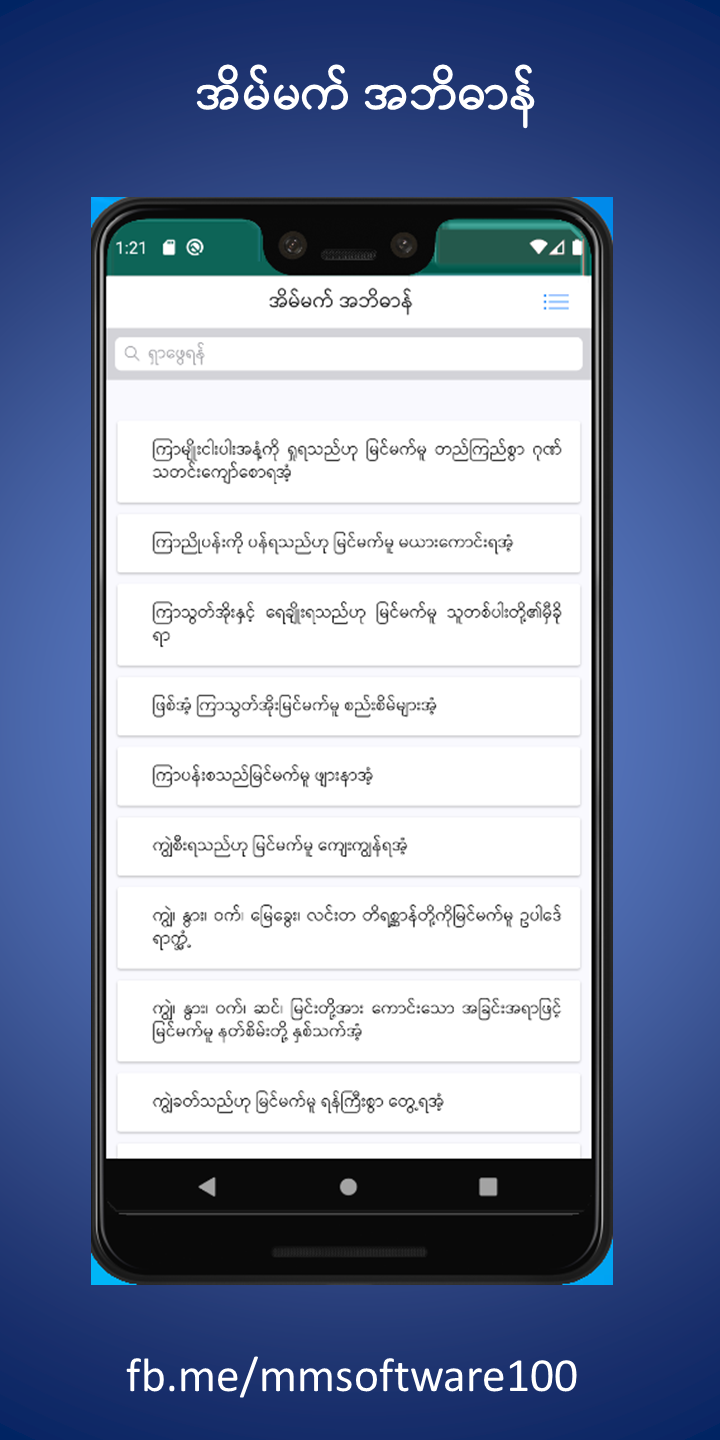 အိမ်မက် အဘိဓာန်
1:21
အိမ်မက် အဘိဓာန်
ရှာဖွေရန်
ကြာမျိုးငါးပါးအနံ့ကို ရှူရသည်ဟု မြင်မက်မူ တည်ကြည်စွာ ဂုဏ်
သတင်းကျော်စောရအံ့
ကြာညိုပန်းကို ပန်ရသည်ဟု မြင်မက်မူ မယားကောင်းရအံ့
ကြာသွတ်အိုးနှင့် ရေချိုးရသည်ဟု မြင်မက်မူ သူတစ်ပါးတို့၏မှီခို
ရာ
ဖြစ်အံ့ ကြာသွတ်အိုးမြင်မက်မူ စည်းစိမ်များအံ့
ကြာပန်းစသည်မြင်မက်မူ ဖျားနာအံ့
ကျွဲစီးရသည်ဟု မြင်မက်မူ ကျေးကျွန်ရအံ့
ကျွဲ၊ နွား၊ ဝက်၊ မြေခွေး၊ လင်းတ တိရစ္ဆာန်တို့ကိုမြင်မက်မူ ဥပါဒ်ေ
ရာက္အံ့
ကျွဲ၊ နွား၊ ဝက်၊ ဆင်၊ မြင်းတို့အား ကောင်းသော အခြင်းအရာဖြင့်
မြင်မက်မူ နတ်စိမ်းတို့ နှစ်သက်အံ့
ကျွဲခတ်သည်ဟု မြင်မက်မူ ရန်ကြီးစွာ တွေ့ရအံ့
fb.me/mmsoftware100